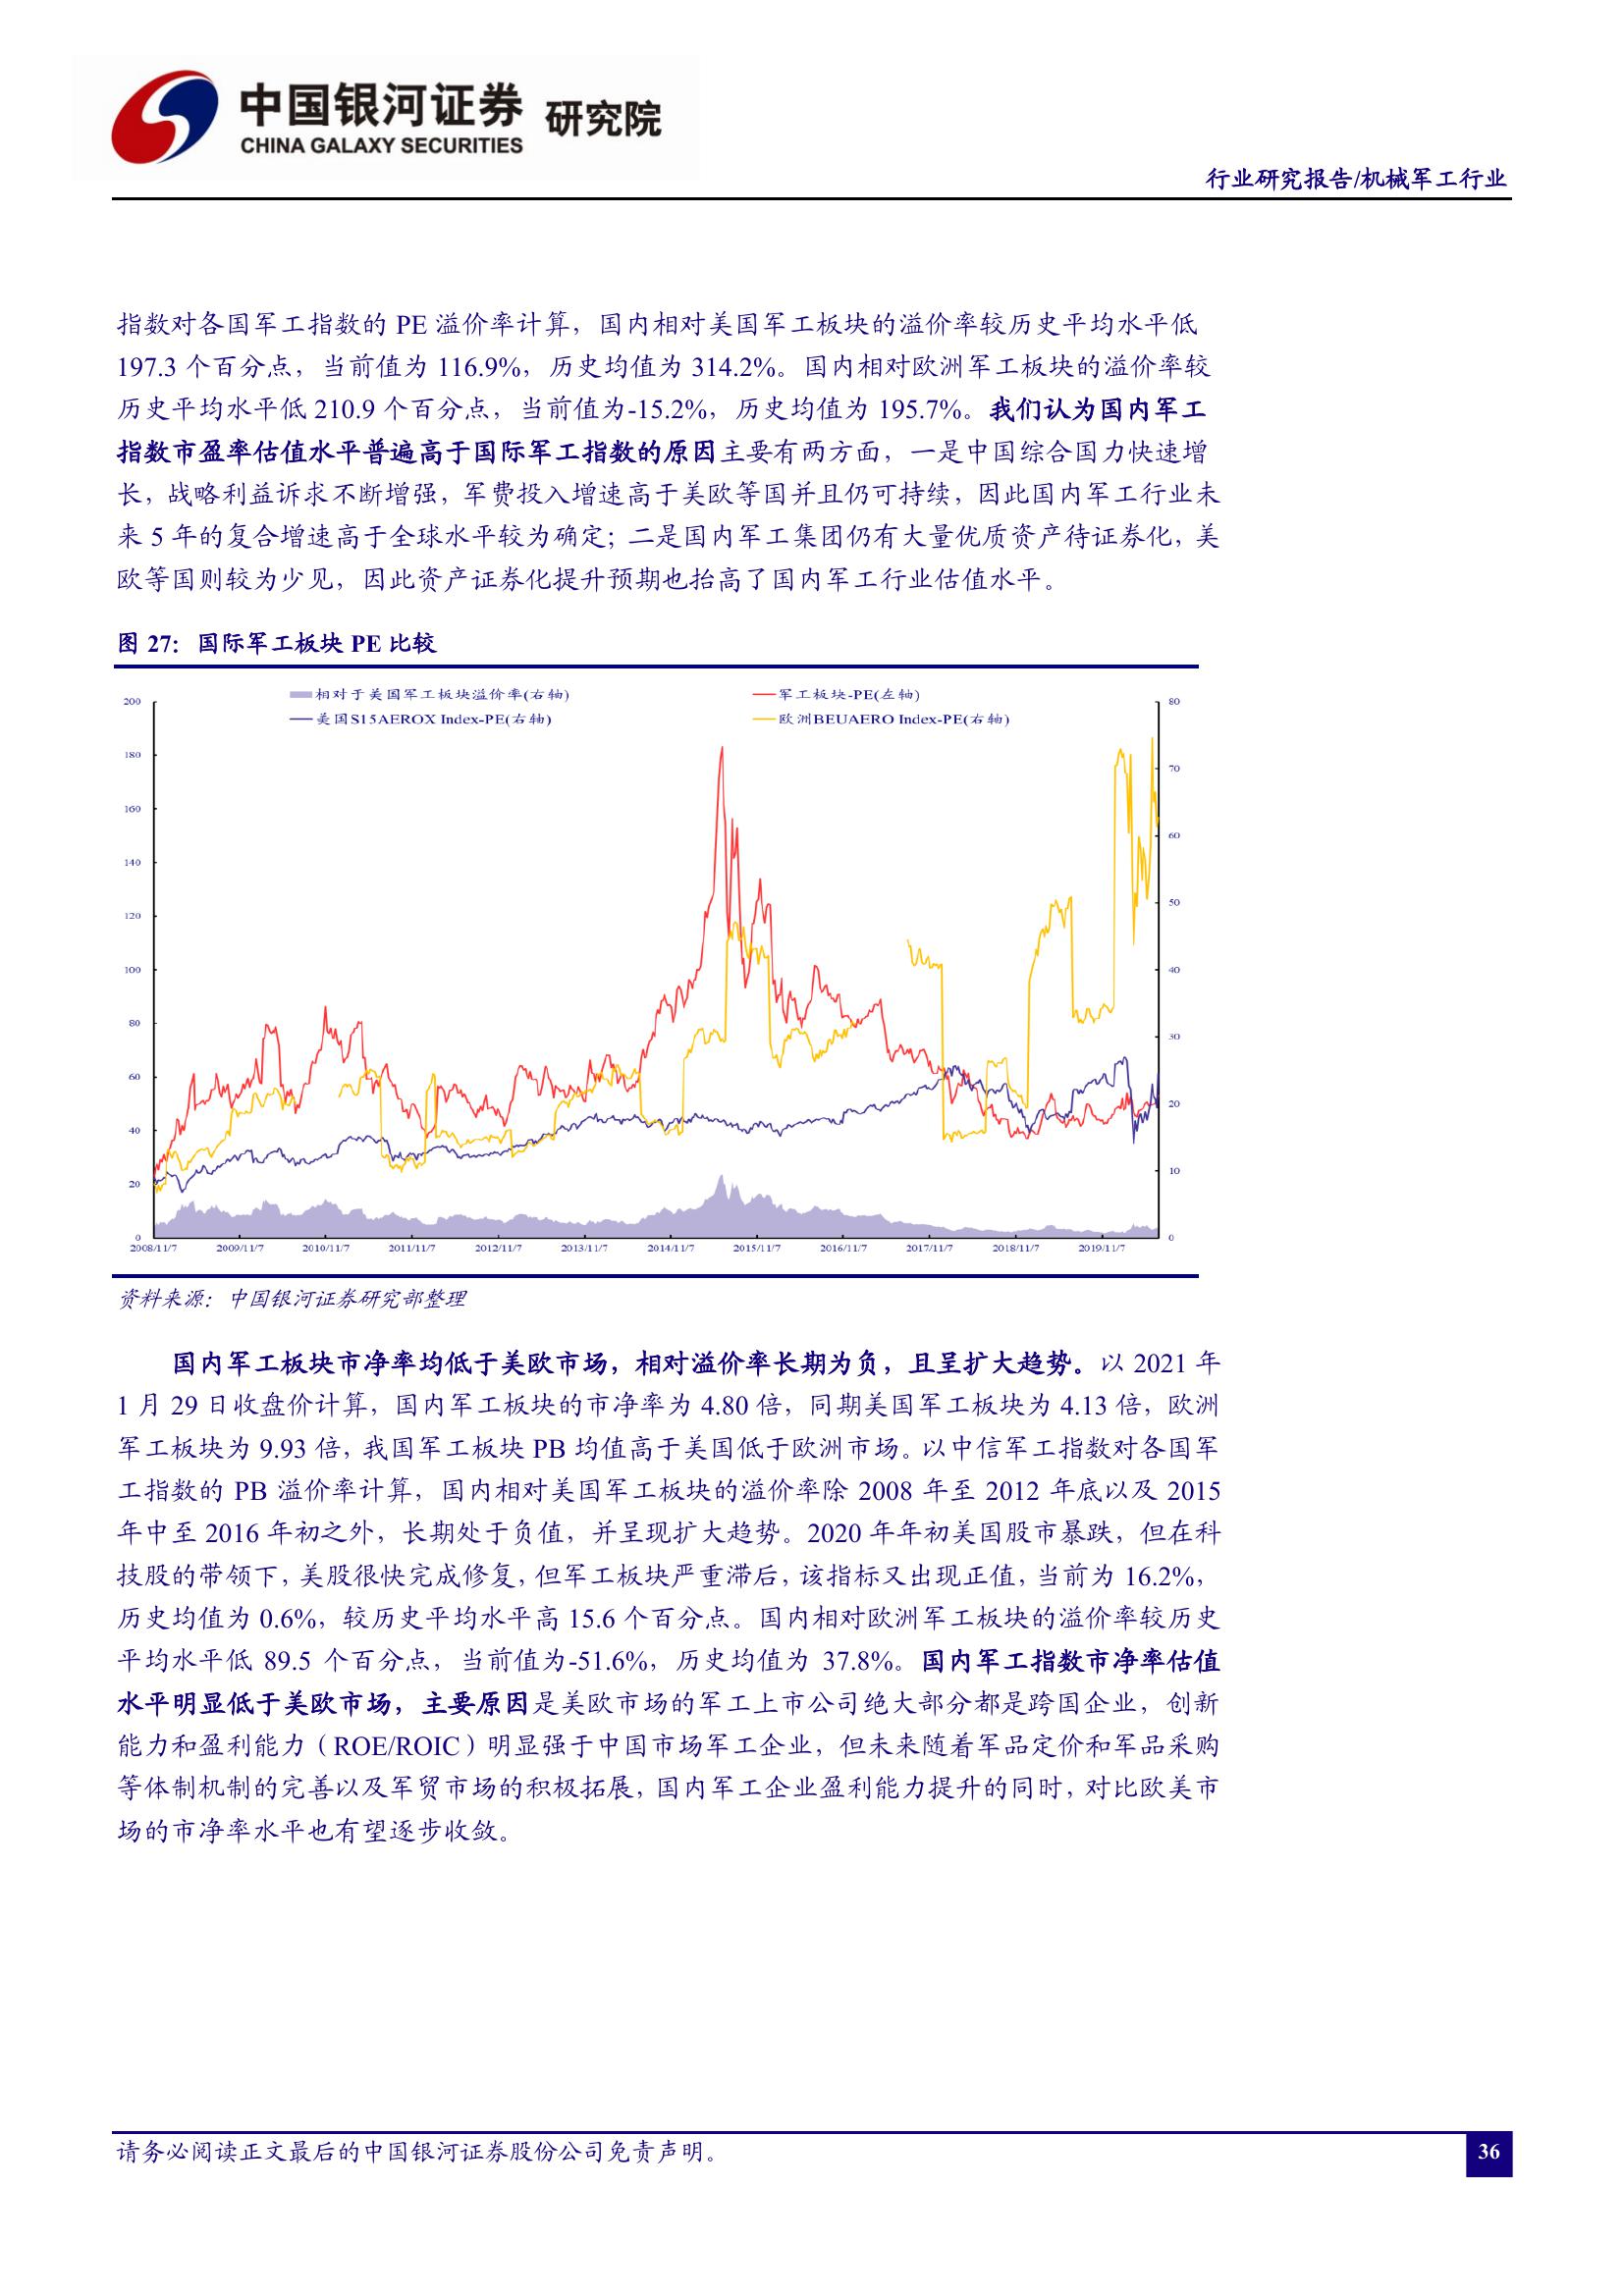 中国银河证券 研究院
CHINA GALAXY SECURITIES
行业研究报告/机械军工行业
指数对各国军工指数的 PE 溢价率计算，国内相对美国军工板块的溢价率较历史平均水平低
197.3 个百分点，当前值为 116.9%，历史均值为 314.2%。国内相对欧洲军工板块的溢价率较
历史平均水平低 210.9 个百分点，当前值为-15.2%，历史均值为 195.7%。我们认为国内军工
指数市盈率估值水平普遍高于国际军工指数的原因主要有两方面，一是中国综合国力快速增
长，战略利益诉求不断增强，军费投入增速高于美欧等国并且仍可持续，因此国内军工行业未
来 5 年的复合增速高于全球水平较为确定；二是国内军工集团仍有大量优质资产待证券化，美
欧等国则较为少见，因此资产证券化提升预期也抬高了国内军工行业估值水平。
图 27：国际军工板块 PE 比较
相对于美国军工板块溢价率(右轴) 军工板块-PE(左轴)
美国S15AEROX Index-PE(右轴) 欧洲BEUAERO Index-PE(右轴)
200 80
180
70
160
60
140
120 50
100 40
80
30
60
20
40
10
20
0 0
2008/11/7 2009/11/7 2010/11/7 2011/11/7 2012/11/7 2013/11/7 2014/11/7 2015/11/7 2016/11/7 2017/11/7 2018/11/7 2019/11/7
资料来源：中国银河证券研究部整理
国内军工板块市净率均低于美欧市场，相对溢价率长期为负，且呈扩大趋势。以 2021 年
1 月 29 日收盘价计算，国内军工板块的市净率为 4.80 倍，同期美国军工板块为 4.13 倍，欧洲
军工板块为 9.93 倍，我国军工板块 PB 均值高于美国低于欧洲市场。以中信军工指数对各国军
工指数的 PB 溢价率计算，国内相对美国军工板块的溢价率除 2008 年至 2012 年底以及 2015
年中至 2016 年初之外，长期处于负值，并呈现扩大趋势。2020 年年初美国股市暴跌，但在科
技股的带领下，美股很快完成修复，但军工板块严重滞后，该指标又出现正值，当前为 16.2%，
历史均值为 0.6%，较历史平均水平高 15.6 个百分点。国内相对欧洲军工板块的溢价率较历史
平均水平低 89.5 个百分点，当前值为-51.6%，历史均值为 37.8%。国内军工指数市净率估值
水平明显低于美欧市场，主要原因是美欧市场的军工上市公司绝大部分都是跨国企业，创新
能力和盈利能力（ROE/ROIC）明显强于中国市场军工企业，但未来随着军品定价和军品采购
等体制机制的完善以及军贸市场的积极拓展，国内军工企业盈利能力提升的同时，对比欧美市
场的市净率水平也有望逐步收敛。
请务必阅读正文最后的中国银河证券股份公司免责声明。
36